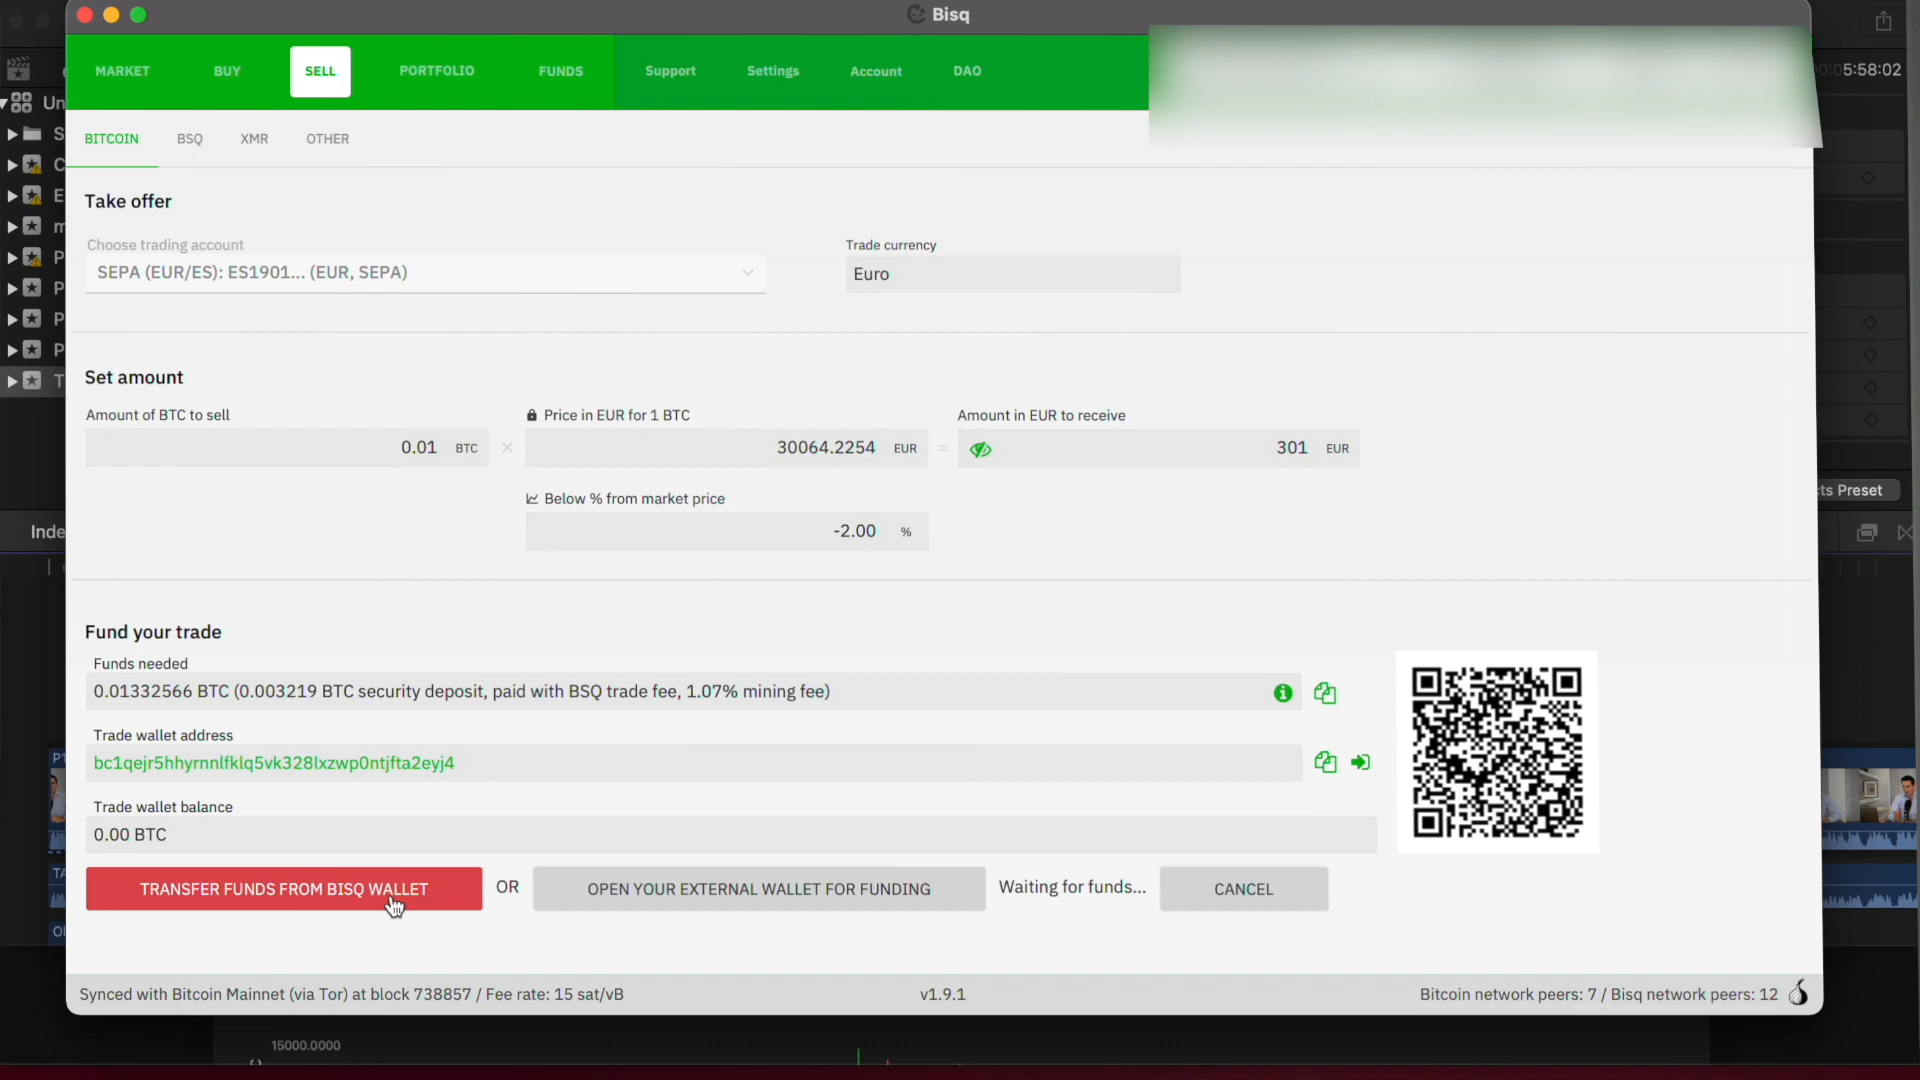 Bisq
MARKET
BUY
SELL
PORTFOLIO
FUNDS
Support
Settings
Account
DAO
5:58:02
Un
BITCOIN
BSQ
XMR
OTHER
Take offer
Choose trading account
SEPA (EUR/ES): ES1901... (EUR, SEPA)
Trade currency
Euro
Set amount
Amount of BTC to sell
0.01 BTC
×
Price in EUR for 1 BTC
30064.2254 EUR
=
Amount in EUR to receive
301 EUR
Below % from market price
-2.00 %
ts Preset
Inde
Fund your trade
Funds needed
0.01332566 BTC (0.003219 BTC security deposit, paid with BSQ trade fee, 1.07% mining fee)
Trade wallet address
bc1qejr5hhyrnnlfklq5vk328lxzwp0ntjfta2eyj4
Trade wallet balance
0.00 BTC
TRANSFER FUNDS FROM BISQ WALLET
OR
OPEN YOUR EXTERNAL WALLET FOR FUNDING
Waiting for funds...
CANCEL
Synced with Bitcoin Mainnet (via Tor) at block 738857 / Fee rate: 15 sat/vB
v1.9.1
Bitcoin network peers: 7 / Bisq network peers: 12
15000.0000